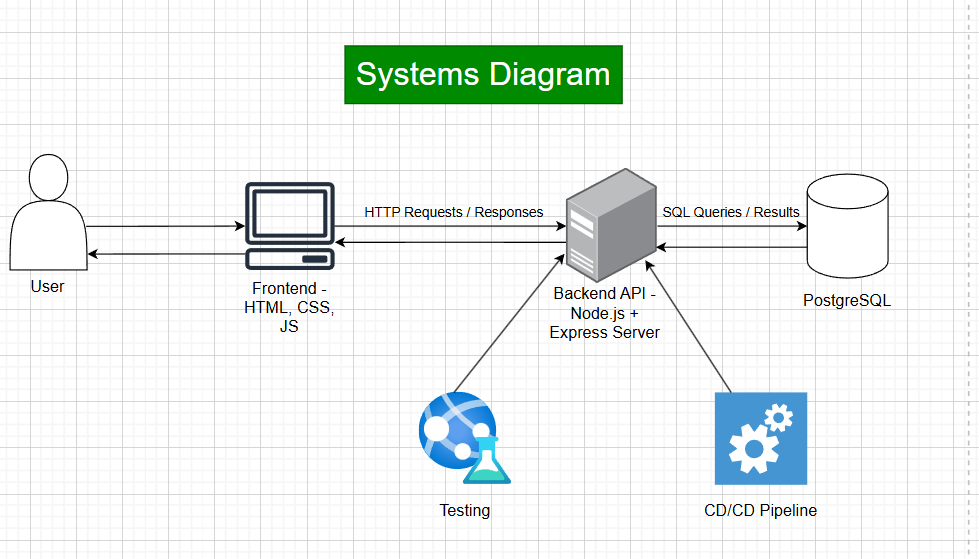 Systems Diagram
HTTP Requests / Responses
SQL Queries / Results
User
Frontend -
HTML, CSS,
JS
Backend API -
Node.js +
Express Server
PostgreSQL
Testing
CD/CD Pipeline